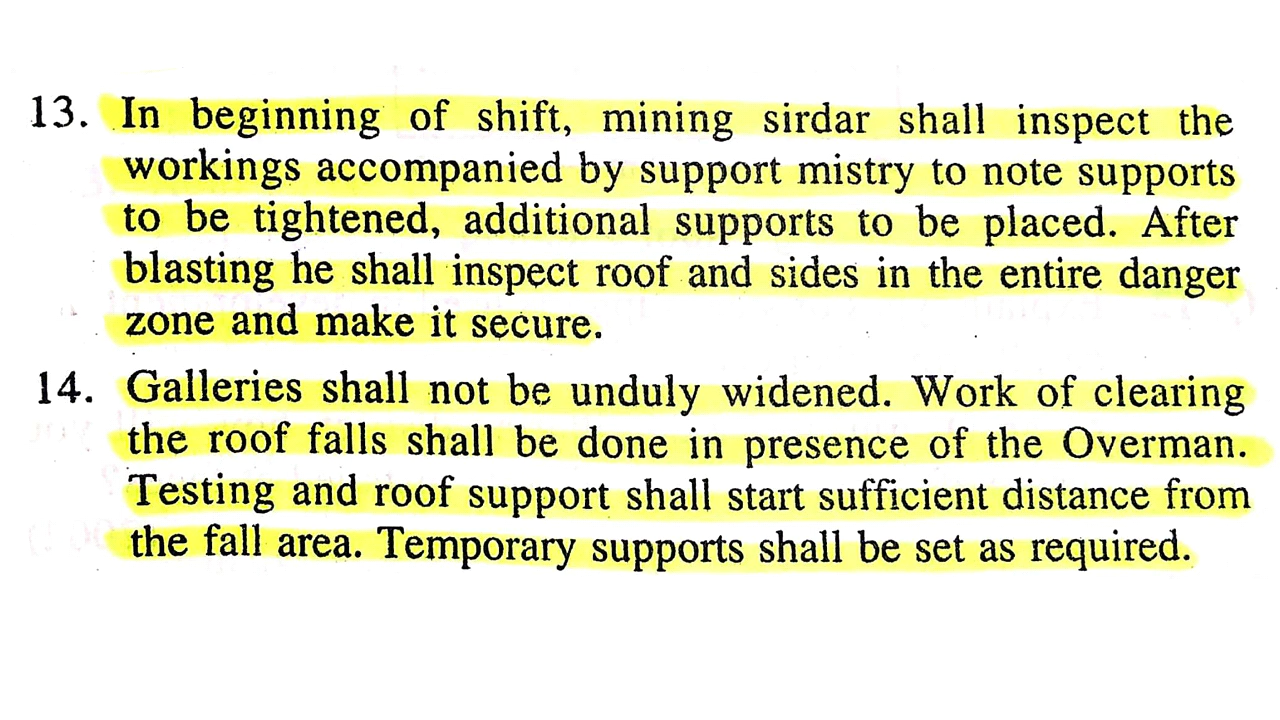 13. In beginning of shift, mining sirdar shall inspect the
workings accompanied by support mistry to note supports
to be tightened, additional supports to be placed. After
blasting he shall inspect roof and sides in the entire danger
zone and make it secure.
14. Galleries shall not be unduly widened. Work of clearing
the roof falls shall be done in presence of the Overman.
Testing and roof support shall start sufficient distance from
the fall area. Temporary supports shall be set as required.